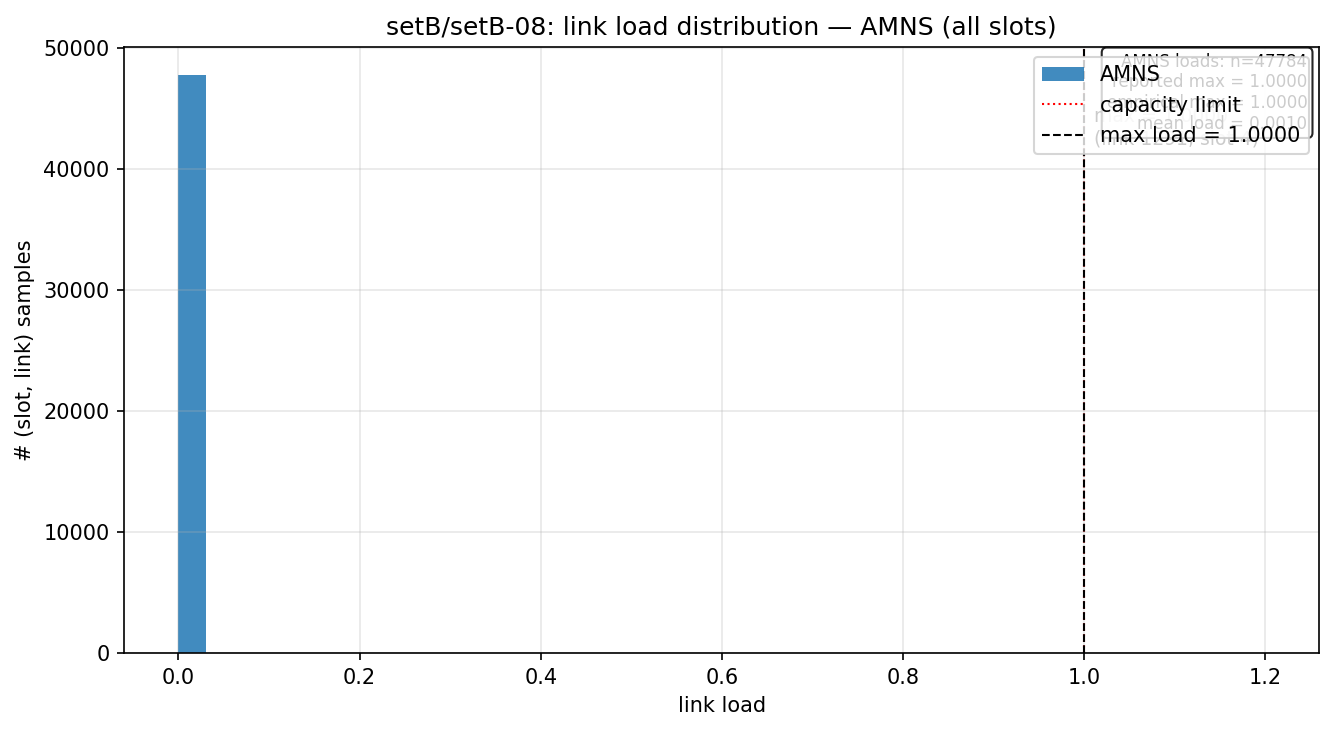 setB/setB-08: link load distribution — AMNS (all slots)
50000
40000
30000
20000
10000
0
# (slot, link) samples
AMNS loads: n=47784
reported max = 1.0000
empirical max = 1.0000
mean load = 0.0010
AMNS
capacity limit
max load = 1.0000
0.0
0.2
0.4
0.6
0.8
1.0
1.2
link load